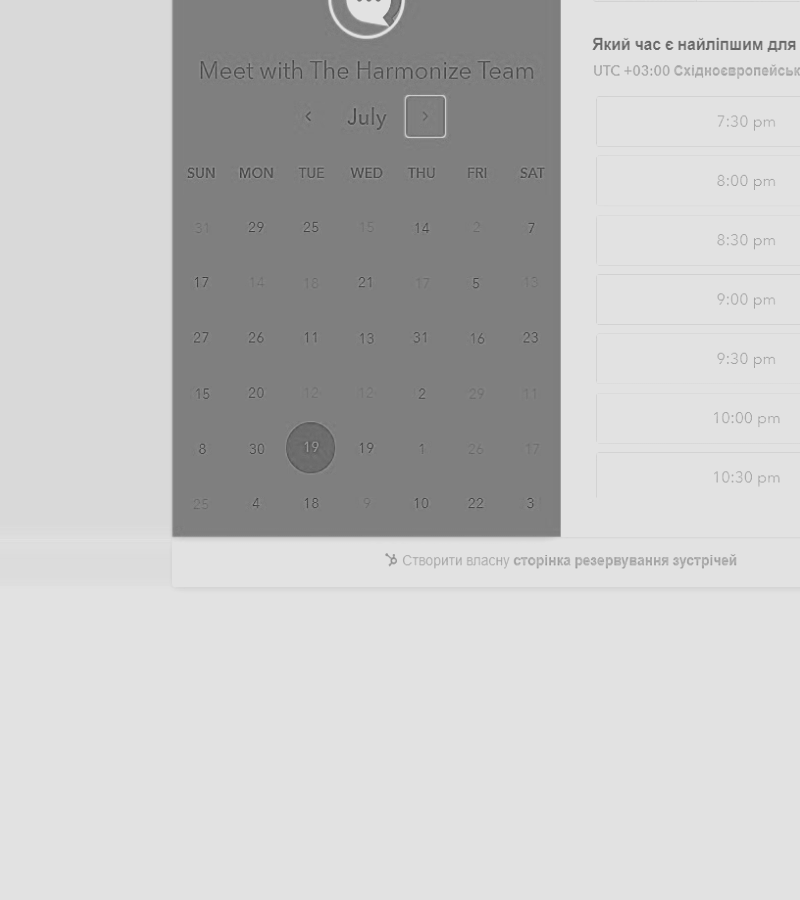 Meet with The Harmonize Team
July
SUN MON TUE WED THU FRI SAT
31 29 25 15 14 2 7
17 14 18 21 17 5 13
27 26 11 13 31 16 23
15 20 12 12 2 29 11
8 30 19 19 1 26 17
25 4 18 9 10 22 3
Який час є найліпшим для
UTC +03:00 Східноєвропейськ
7:30 pm
8:00 pm
8:30 pm
9:00 pm
9:30 pm
10:00 pm
10:30 pm
Створити власну сторінка резервування зустрічей